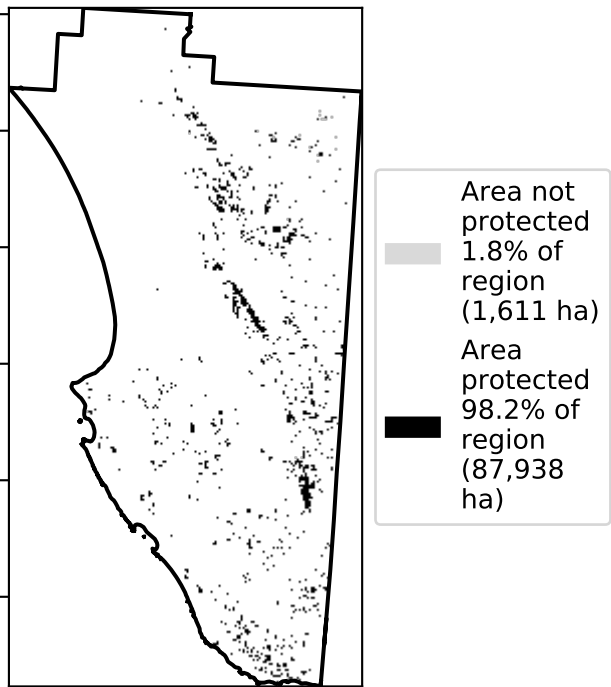 Area not
protected
1.8% of
region
(1,611 ha)
Area
protected
98.2% of
region
(87,938
ha)